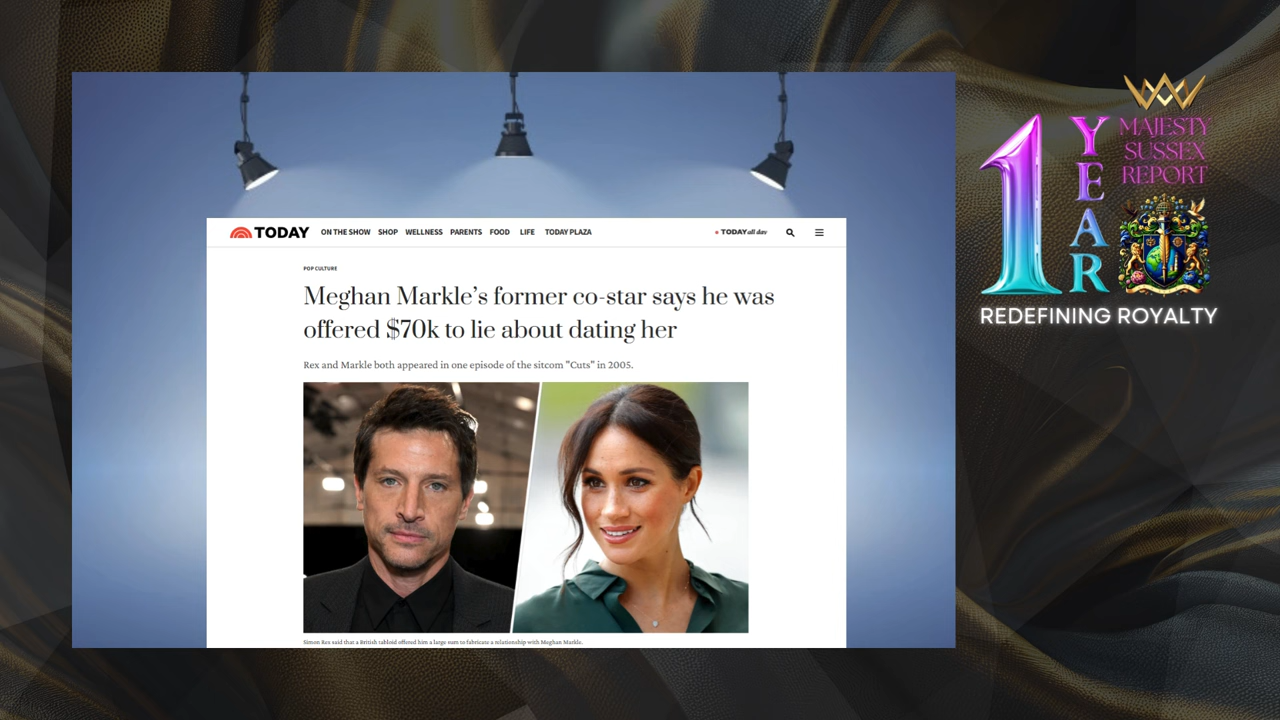 TODAY
ON THE SHOW SHOP WELLNESS PARENTS FOOD LIFE TODAY PLAZA
TODAY all day
POP CULTURE
Meghan Markle’s former co-star says he was
offered $70k to lie about dating her
Rex and Markle both appeared in one episode of the sitcom "Cuts" in 2005.
Simon Rex said that a British tabloid offered him a large sum to fabricate a relationship with Meghan Markle.
1
YEAR
MAJESTY
SUSSEX
REPORT
REDEFINING ROYALTY